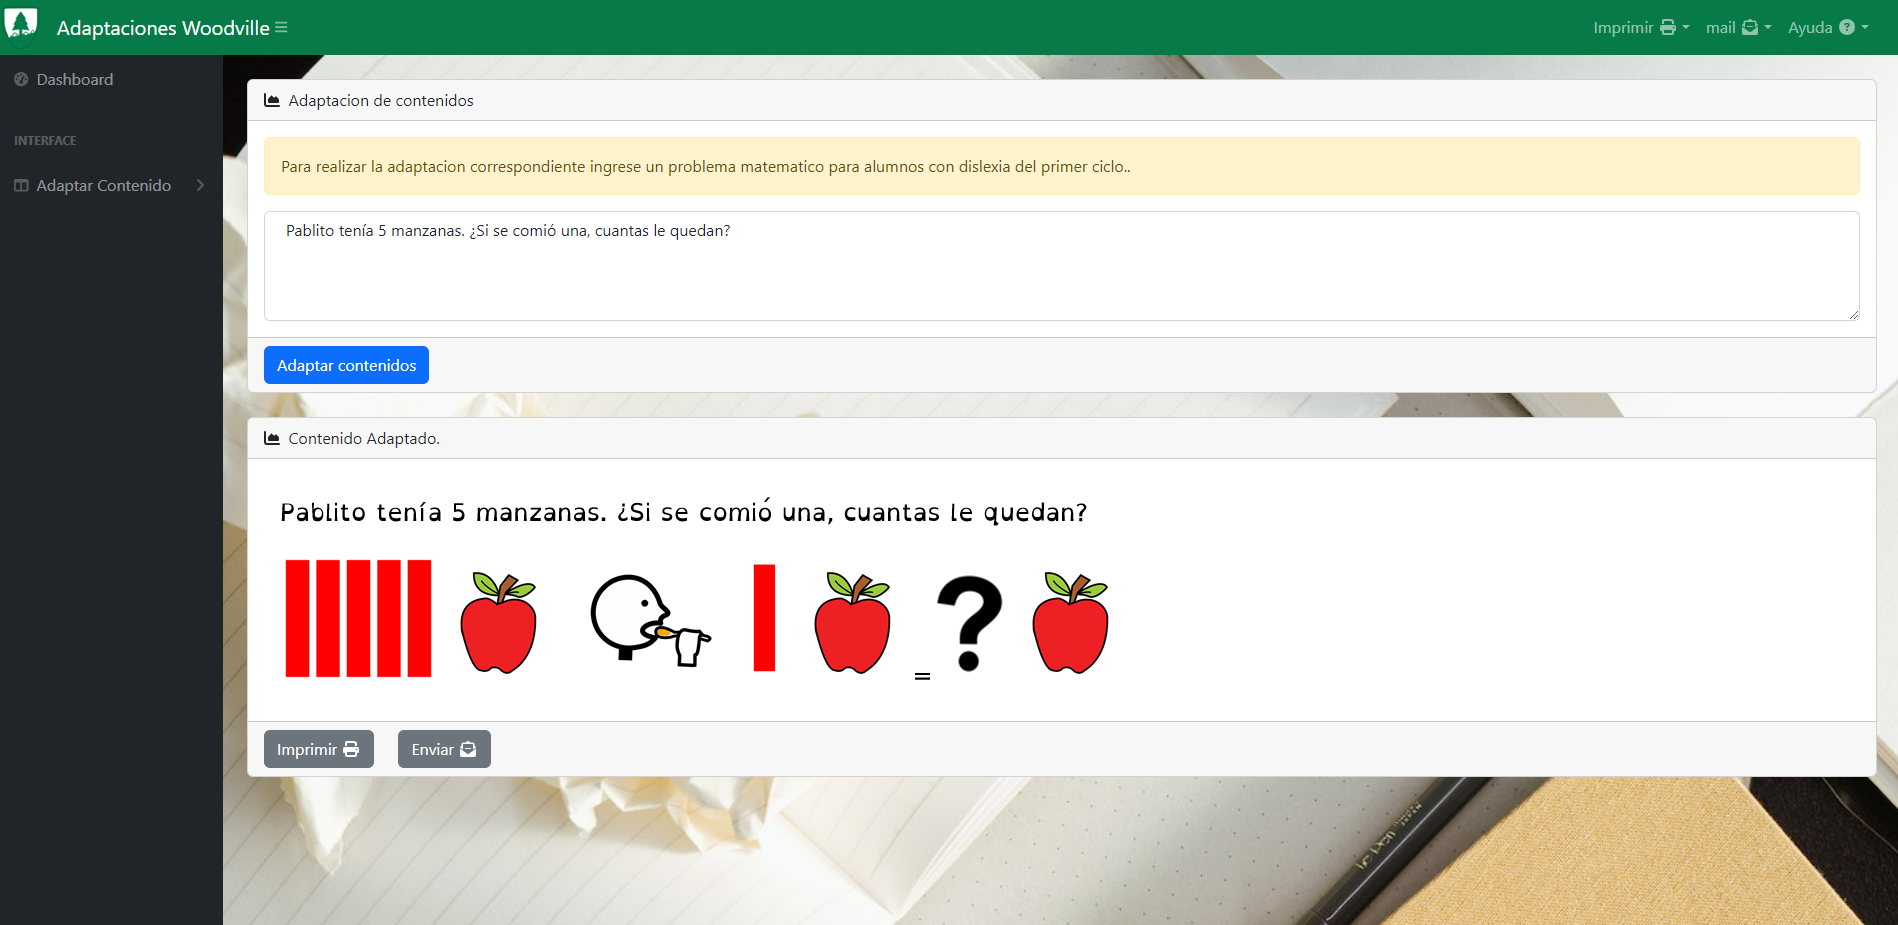 Adaptaciones Woodville
Imprimir
mail
Ayuda
Dashboard
INTERFACE
Adaptar Contenido
Adaptacion de contenidos
Para realizar la adaptacion correspondiente ingrese un problema matematico para alumnos con dislexia del primer ciclo..
Pablito tenía 5 manzanas. ¿Si se comió una, cuantas le quedan?
Adaptar contenidos
Contenido Adaptado.
Pablito tenía 5 manzanas. ¿Si se comió una, cuantas le quedan?
= ?
Imprimir
Enviar
Le Pen